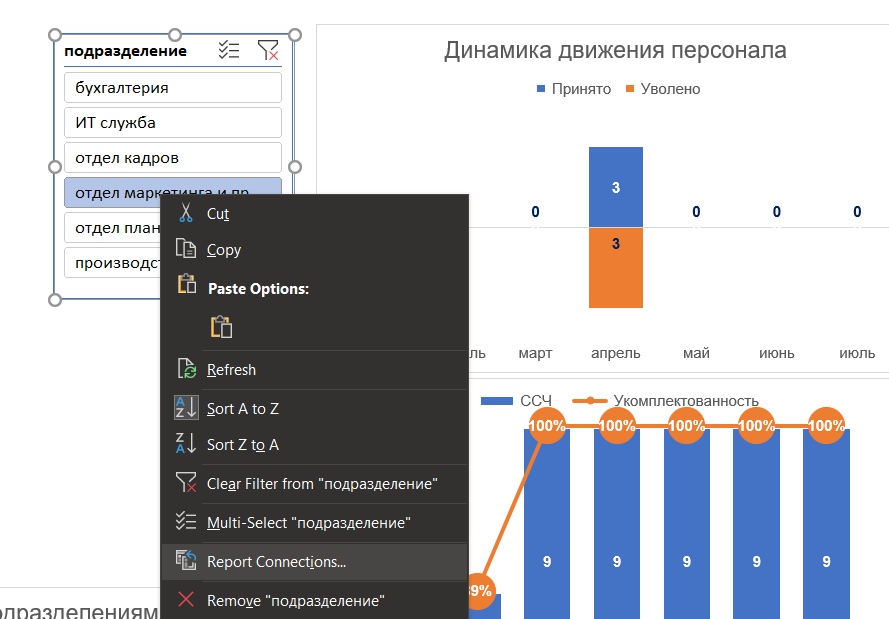 подразделение
бухгалтерия
ИТ служба
отдел кадров
отдел маркетинга и пр
отдел план
производст
Cut
Copy
Paste Options:
Refresh
Sort A to Z
Sort Z to A
Clear Filter from "подразделение"
Multi-Select "подразделение"
Report Connections...
Remove "подразделение"
Динамика движения персонала
Принято Уволено
0 3 0 0 0
3
ль март апрель май июнь июль
ССЧ Укомплектованность
100% 100% 100% 100% 100%
9 9 9 9 9
9%
одразделениям